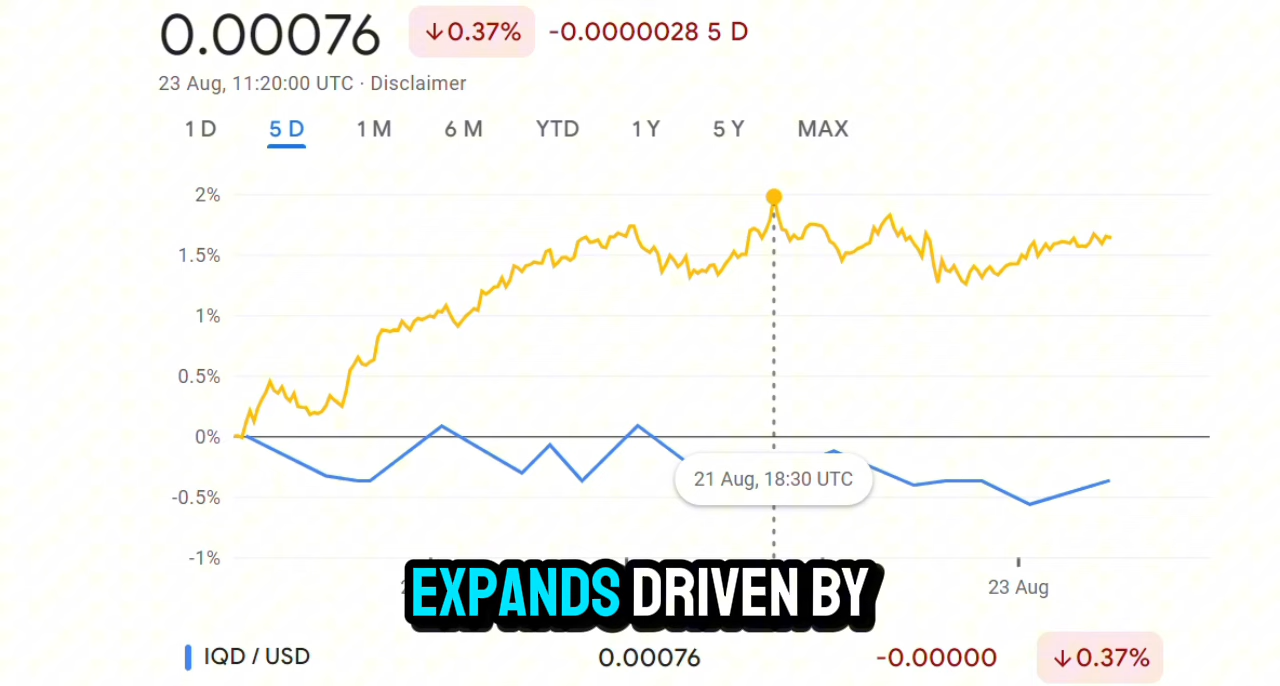 0.00076 ↓0.37% -0.0000028 5 D
23 Aug, 11:20:00 UTC · Disclaimer
1 D 5 D 1 M 6 M YTD 1 Y 5 Y MAX
2%
1.5%
1%
0.5%
0%
-0.5%
21 Aug, 18:30 UTC
-1%
23 Aug
EXPANDS DRIVEN BY
IQD / USD 0.00076 -0.00000 ↓0.37%